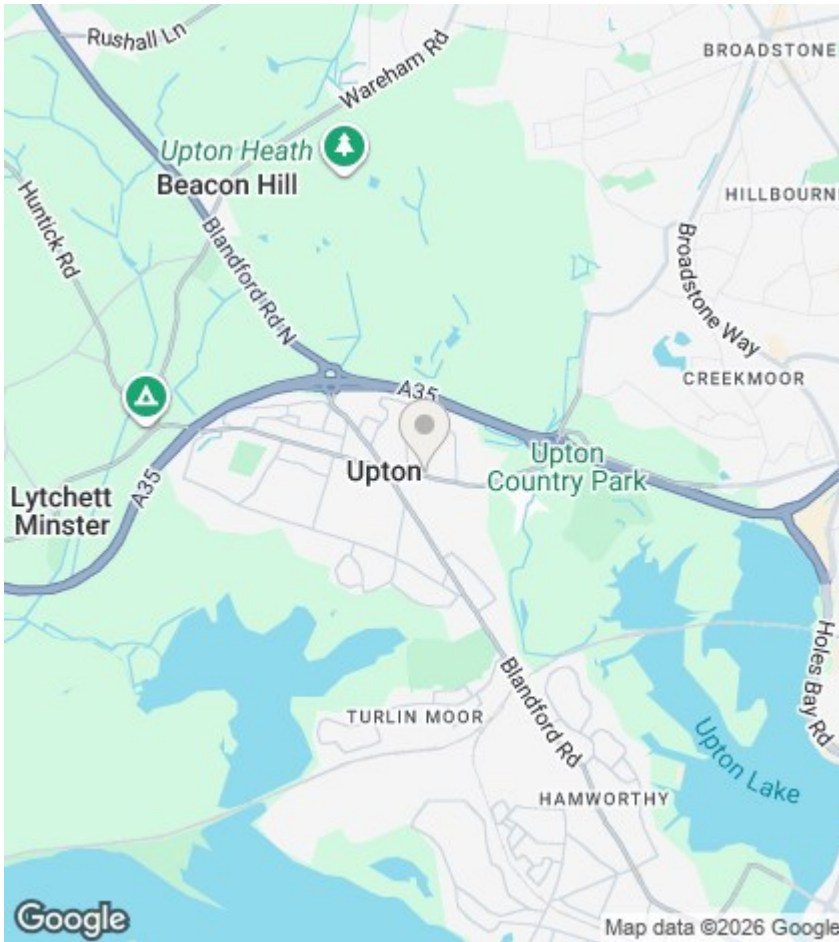 Rushall Ln
Wareham Rd
BROADSTONE
Upton Heath
Beacon Hill
HILLBOURN
Huntick Rd
Blandford Rd N
Broadstone Way
CREEKMOOR
A35
Upton
Country Park
Upton
Lytchett
Minster
A35
Holes Bay Rd
TURLIN MOOR
Blandford Rd
Upton Lake
HAMWORTHY
Google
Map data ©2026 Google